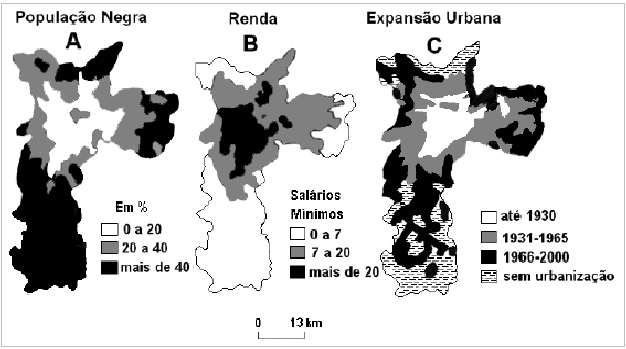 População Negra
A
Em %
0 a 20
20 a 40
mais de 40
Renda
B
Salários
Mínimos
0 a 7
7 a 20
mais de 20
Expansão Urbana
C
até 1930
1931-1965
1966-2000
sem urbanização
0 13 km